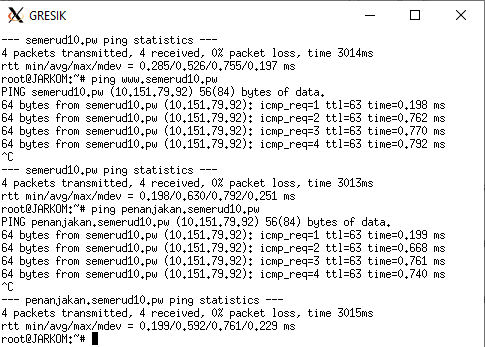 GRESIK
--- semerud10.pw ping statistics ---
4 packets transmitted, 4 received, 0% packet loss, time 3014ms
rtt min/avg/max/mdev = 0.285/0.526/0.755/0.197 ms
root@JARKOM:~# ping www.semerud10.pw
PING semerud10.pw (10.151.79.92) 56(84) bytes of data.
64 bytes from semerud10.pw (10.151.79.92): icmp_req=1 ttl=63 time=0.198 ms
64 bytes from semerud10.pw (10.151.79.92): icmp_req=2 ttl=63 time=0.762 ms
64 bytes from semerud10.pw (10.151.79.92): icmp_req=3 ttl=63 time=0.770 ms
64 bytes from semerud10.pw (10.151.79.92): icmp_req=4 ttl=63 time=0.792 ms
^C
--- semerud10.pw ping statistics ---
4 packets transmitted, 4 received, 0% packet loss, time 3013ms
rtt min/avg/max/mdev = 0.198/0.630/0.792/0.251 ms
root@JARKOM:~# ping penanjakan.semerud10.pw
PING penanjakan.semerud10.pw (10.151.79.92) 56(84) bytes of data.
64 bytes from semerud10.pw (10.151.79.92): icmp_req=1 ttl=63 time=0.199 ms
64 bytes from semerud10.pw (10.151.79.92): icmp_req=2 ttl=63 time=0.668 ms
64 bytes from semerud10.pw (10.151.79.92): icmp_req=3 ttl=63 time=0.761 ms
64 bytes from semerud10.pw (10.151.79.92): icmp_req=4 ttl=63 time=0.740 ms
^C
--- penanjakan.semerud10.pw ping statistics ---
4 packets transmitted, 4 received, 0% packet loss, time 3015ms
rtt min/avg/max/mdev = 0.199/0.592/0.761/0.229 ms
root@JARKOM:~#